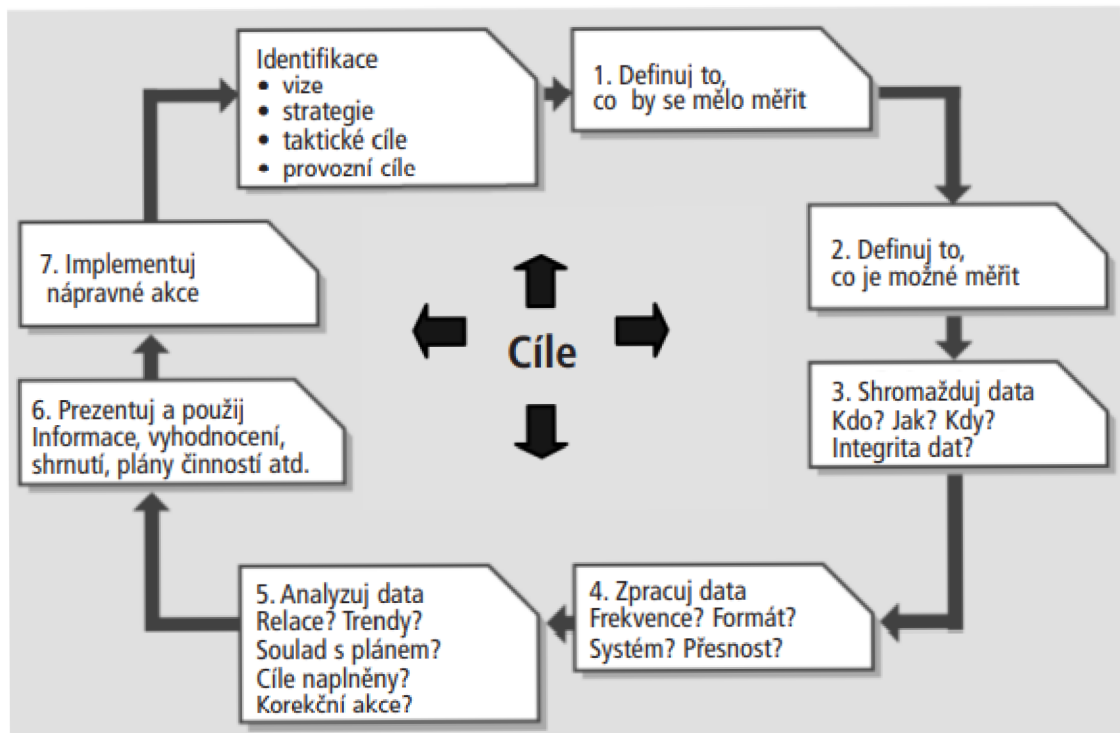 Identifikace
• vize
• strategie
• taktické cíle
• provozní cíle
1. Definuj to,
co by se mělo měřit
2. Definuj to,
co je možné měřit
3. Shromažduj data
Kdo? Jak? Kdy?
Integrita dat?
4. Zpracuj data
Frekvence? Formát?
Systém? Přesnost?
5. Analyzuj data
Relace? Trendy?
Soulad s plánem?
Cíle naplněny?
Korekční akce?
6. Prezentuj a použij
Informace, vyhodnocení,
shrnutí, plány činností atd.
7. Implementuj
nápravné akce
Cíle